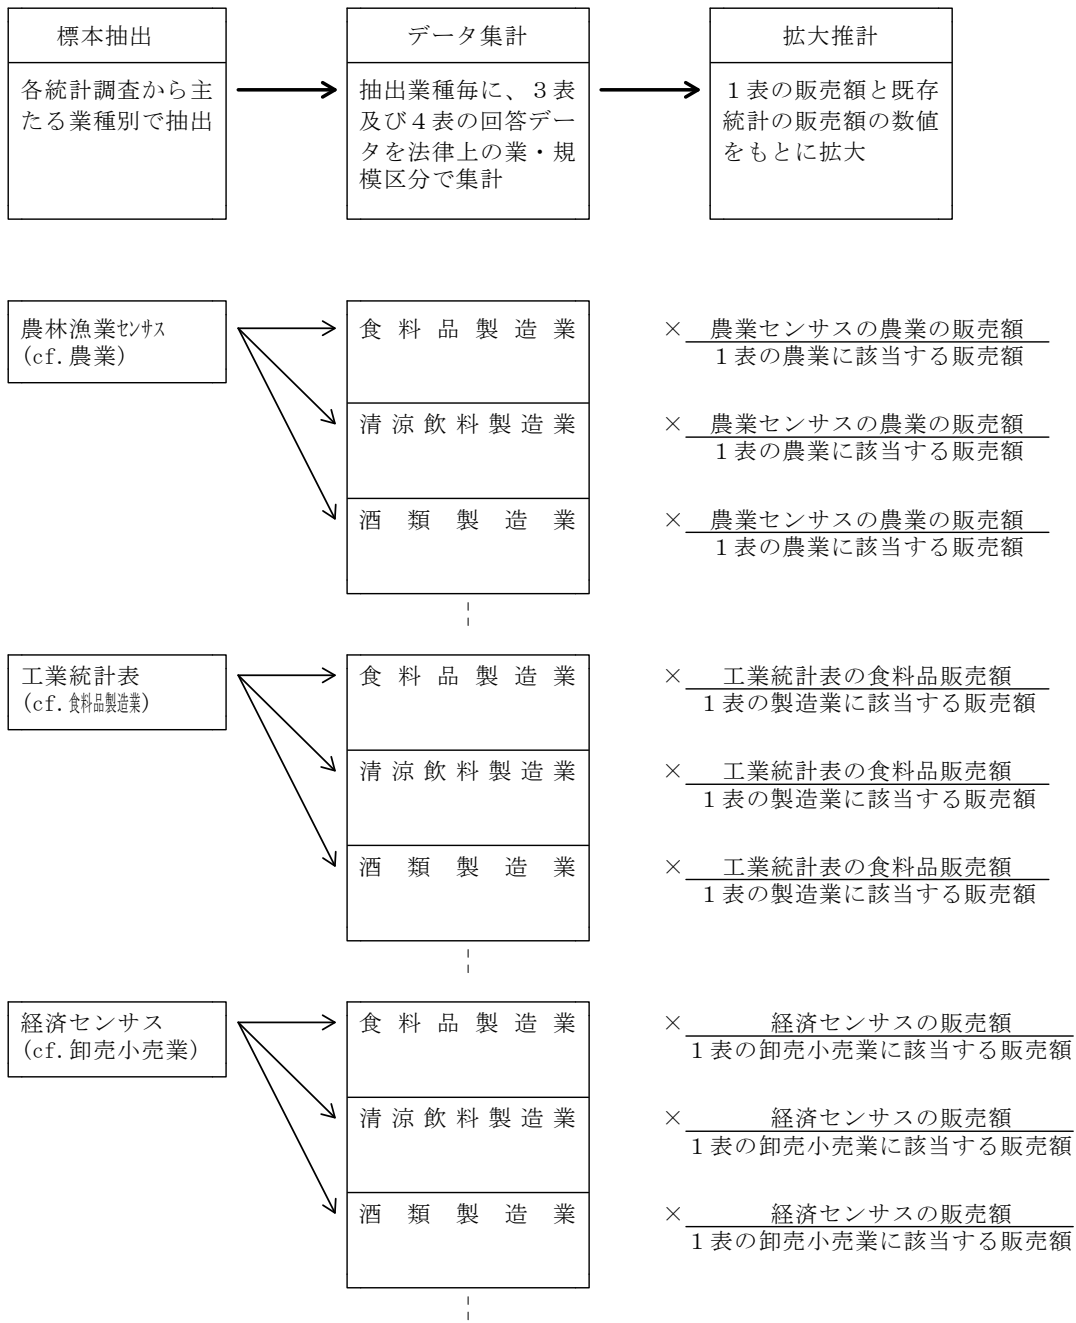 標本抽出
各統計調査から主
たる業種別で抽出
データ集計
抽出業種毎に、３表
及び４表の回答デー
タを法律上の業・規
模区分で集計
拡大推計
１表の販売額と既存
統計の販売額の数値
をもとに拡大
農林漁業ｾﾝｻｽ
(cf.農業)
食料品製造業
× 農業センサスの農業の販売額
１表の農業に該当する販売額
清涼飲料製造業
× 農業センサスの農業の販売額
１表の農業に該当する販売額
酒類製造業
× 農業センサスの農業の販売額
１表の農業に該当する販売額
工業統計表
(cf.食料品製造業)
食料品製造業
× 工業統計表の食料品販売額
１表の製造業に該当する販売額
清涼飲料製造業
× 工業統計表の食料品販売額
１表の製造業に該当する販売額
酒類製造業
× 工業統計表の食料品販売額
１表の製造業に該当する販売額
経済センサス
(cf.卸売小売業)
食料品製造業
× 経済センサスの販売額
１表の卸売小売業に該当する販売額
清涼飲料製造業
× 経済センサスの販売額
１表の卸売小売業に該当する販売額
酒類製造業
× 経済センサスの販売額
１表の卸売小売業に該当する販売額